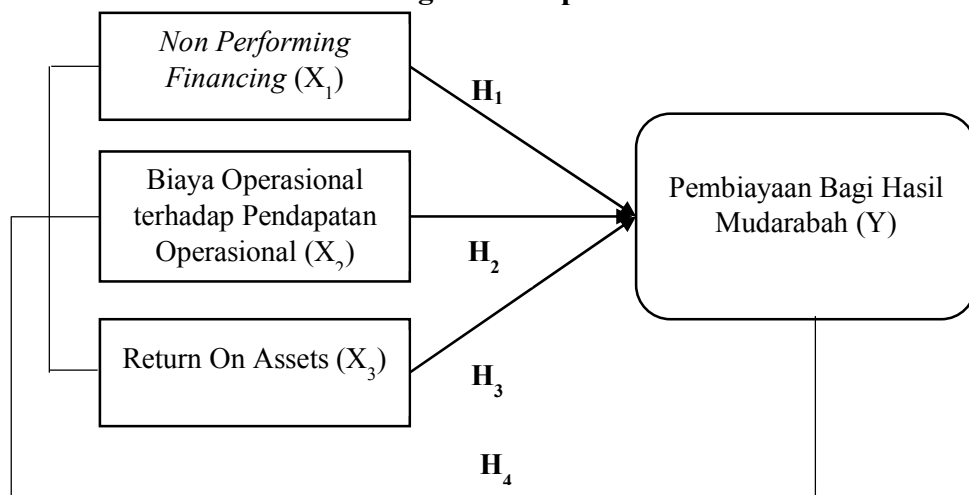 Non Performing
Financing (X₁)
H₁
Biaya Operasional
terhadap Pendapatan
Operasional (X₂)
H₂
Pembiayaan Bagi Hasil
Mudarabah (Y)
Return On Assets (X₃)
H₃
H₄